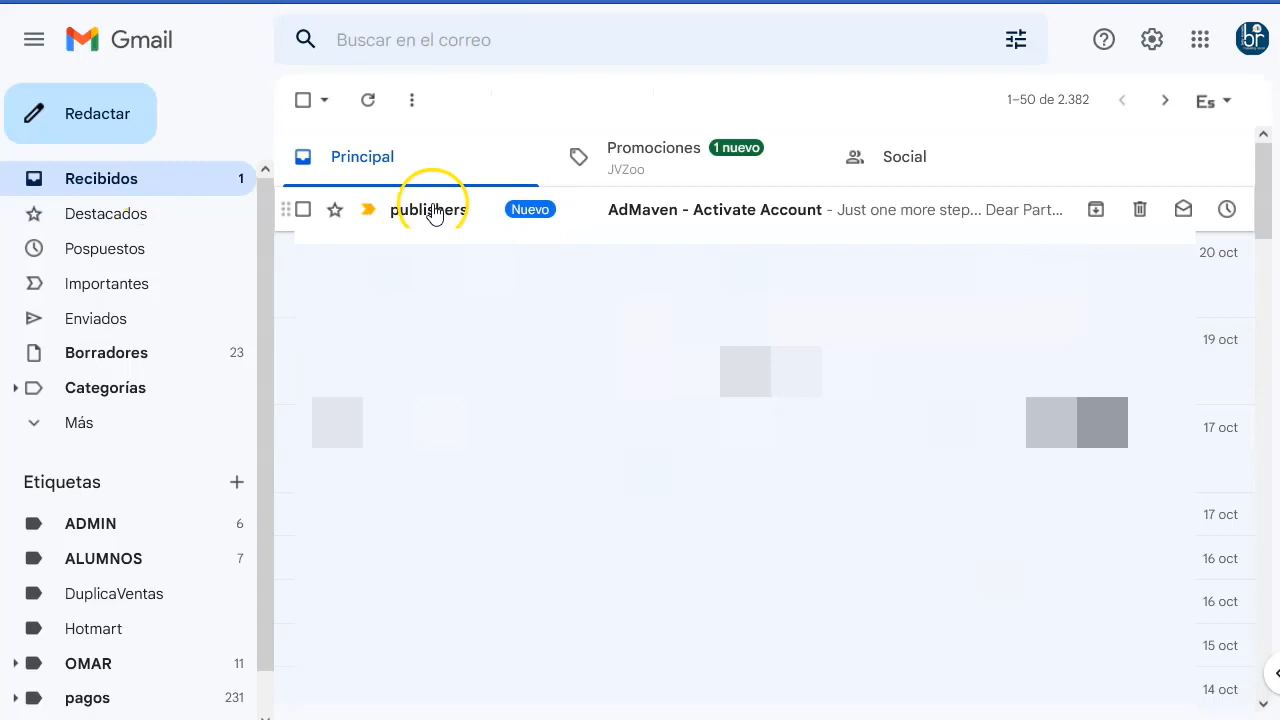 Gmail
Buscar en el correo
br
Redactar
1–50 de 2.382
Es
Principal
Promociones 1 nuevo
JVZoo
Social
Recibidos 1
Destacados
Pospuestos
Importantes
Enviados
Borradores 23
Categorías
Más
publishers Nuevo AdMaven - Activate Account - Just one more step... Dear Part...
20 oct
19 oct
17 oct
17 oct
16 oct
16 oct
15 oct
14 oct
Etiquetas
ADMIN 6
ALUMNOS 7
DuplicaVentas
Hotmart
OMAR 11
pagos 231